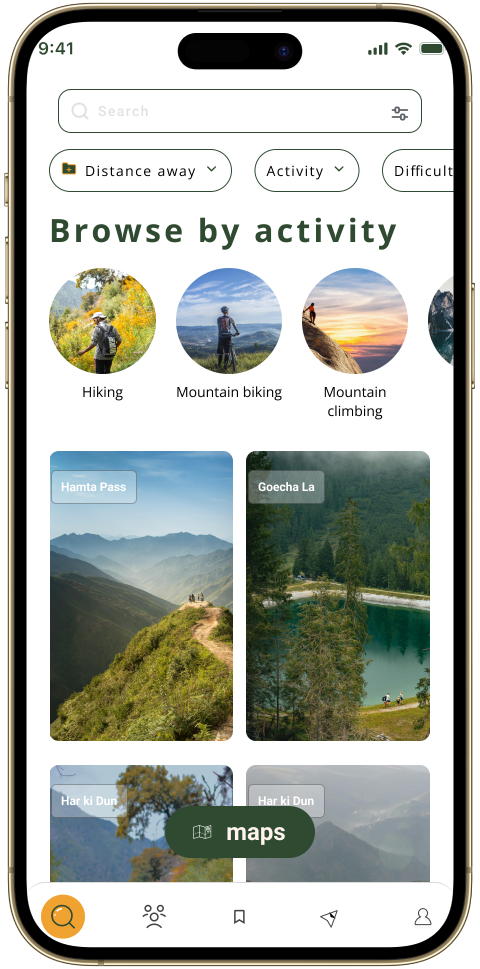 9:41
Search
Distance away
Activity
Difficult
Browse by activity
Hiking
Mountain biking
Mountain
climbing
Hamta Pass
Goecha La
Har ki Dun
Har ki Dun
maps